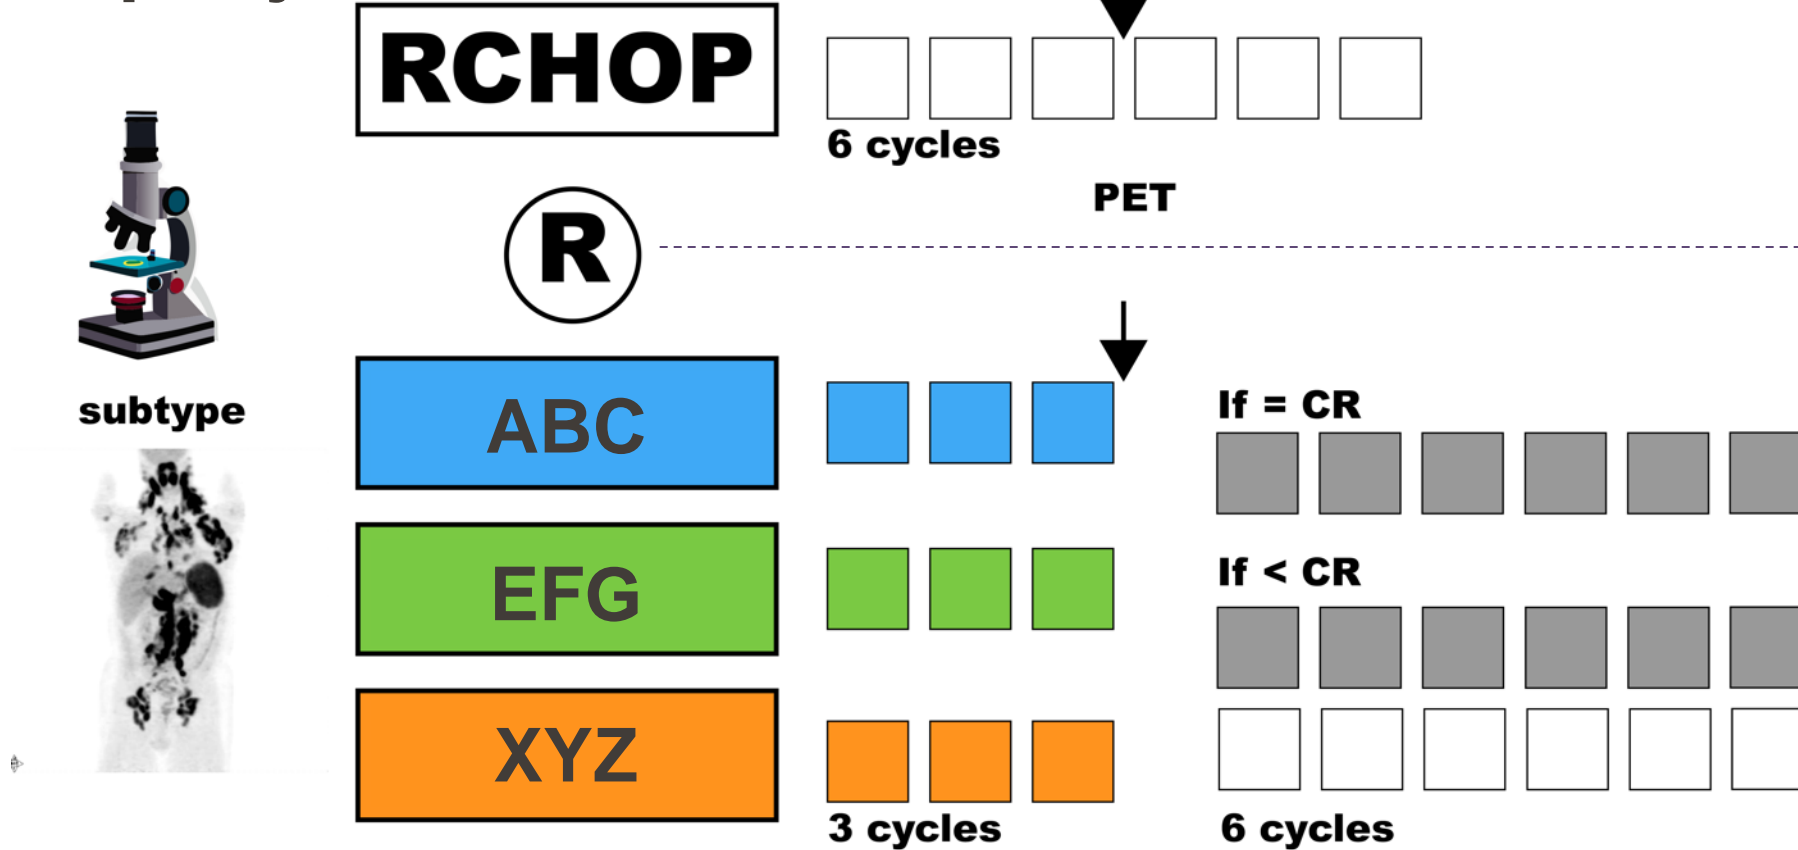 RCHOP
6 cycles
PET
R
subtype
ABC
If = CR
EFG
If < CR
XYZ
3 cycles
6 cycles